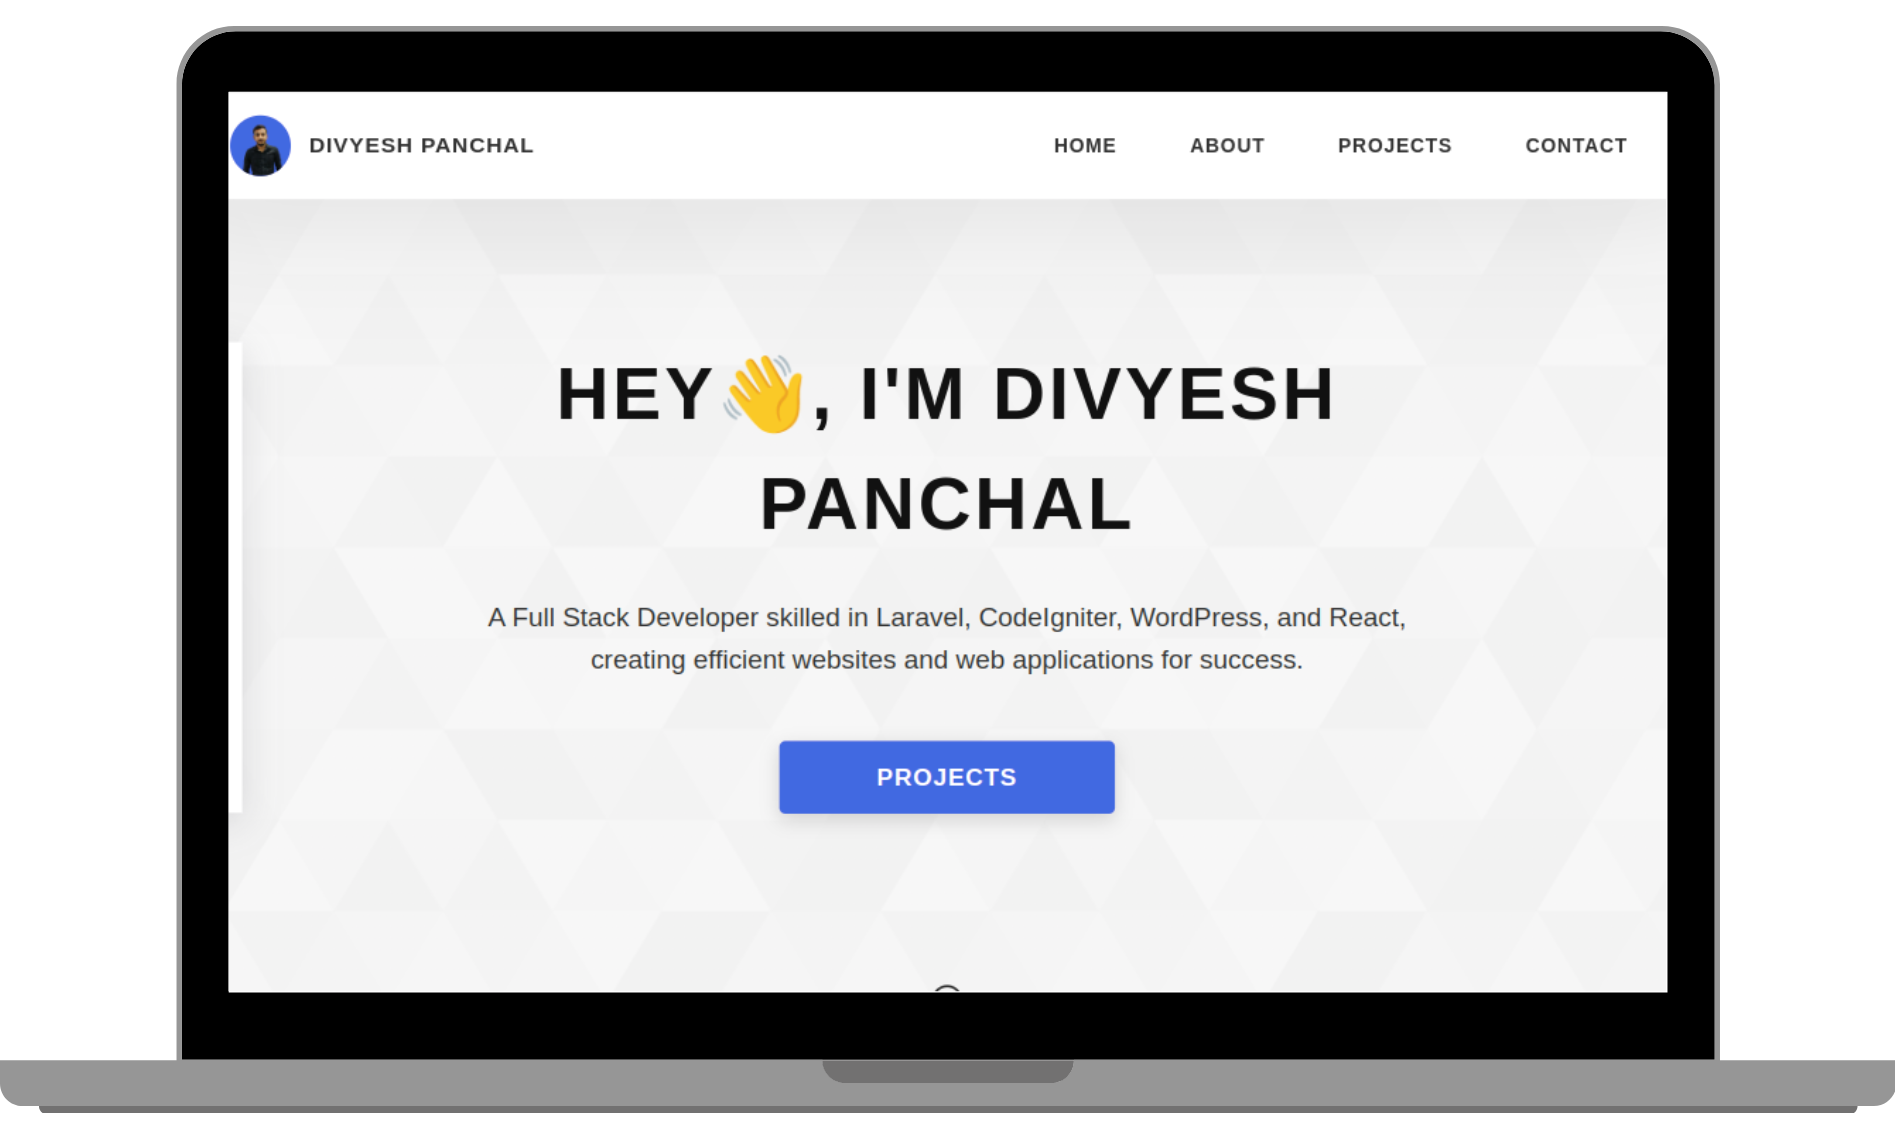 DIVYESH PANCHAL
HOME ABOUT PROJECTS CONTACT
HEY👋, I'M DIVYESH
PANCHAL
A Full Stack Developer skilled in Laravel, CodeIgniter, WordPress, and React,
creating efficient websites and web applications for success.
PROJECTS